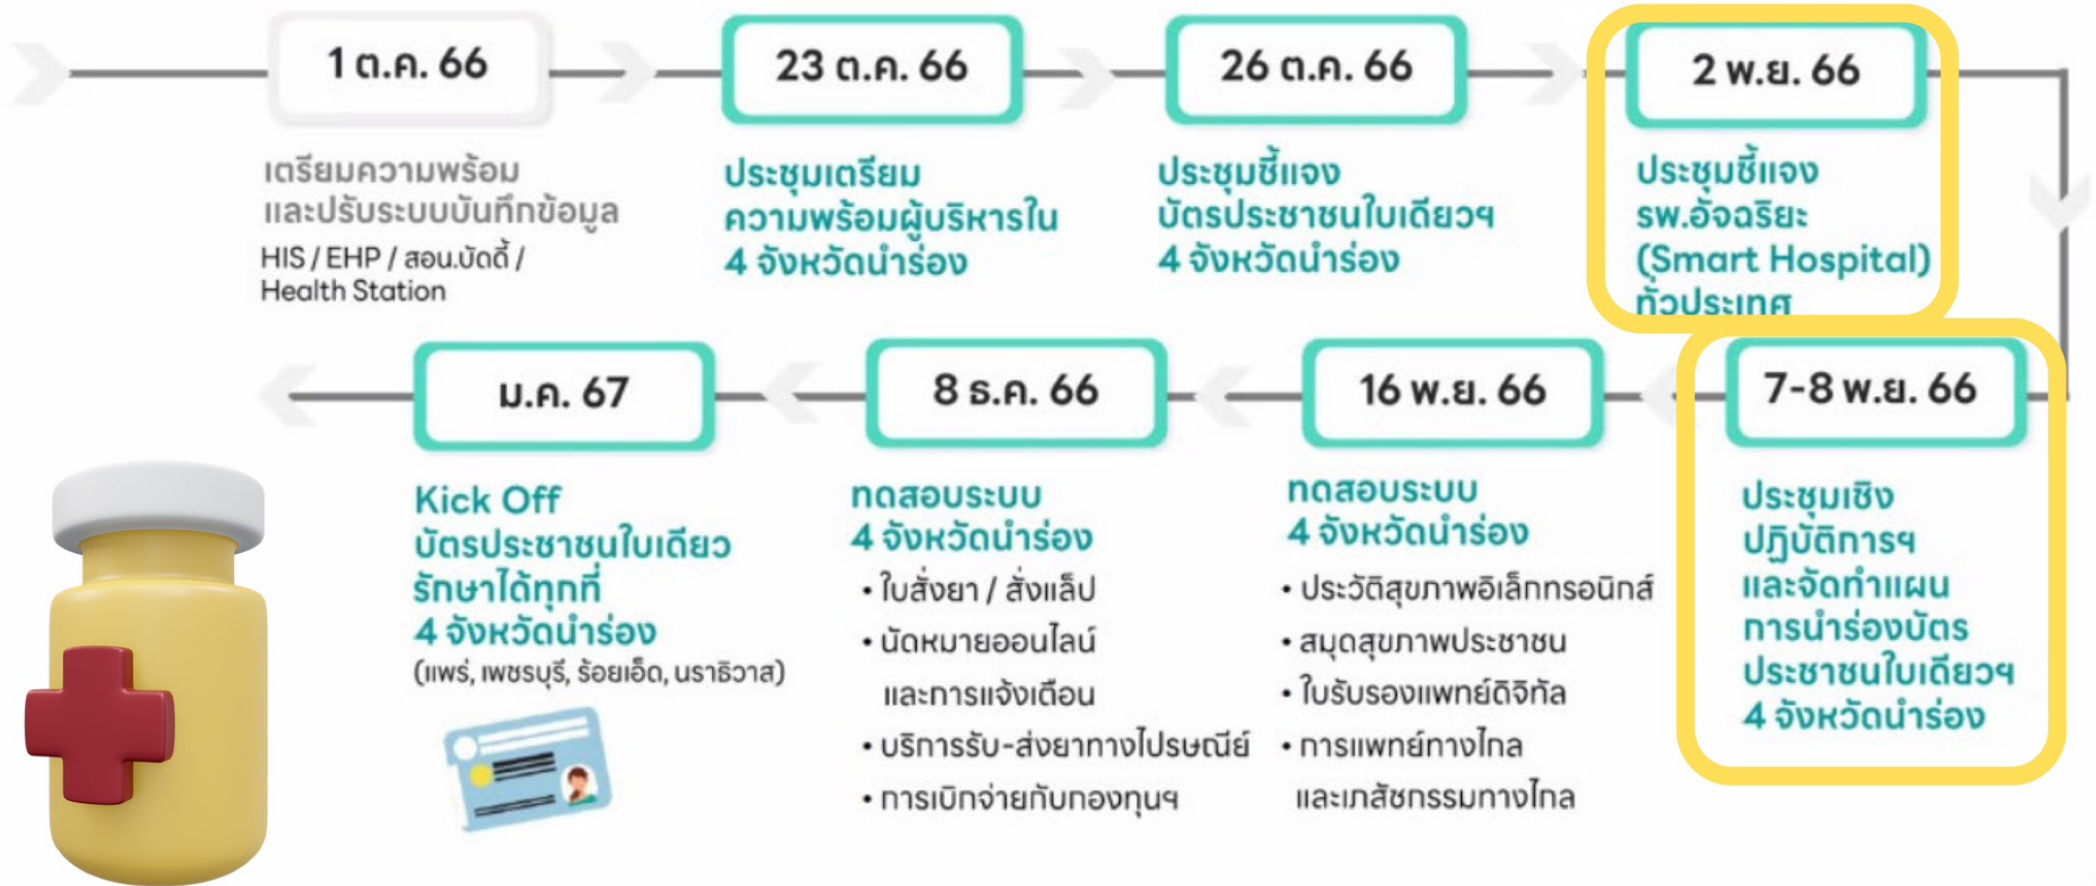 1 ต.ค. 66
เตรียมความพร้อม
และปรับระบบบันทึกข้อมูล
HIS / EHP / สอน.บัดดี้ /
Health Station
23 ต.ค. 66
ประชุมเตรียม
ความพร้อมผู้บริหารใน
4 จังหวัดนำร่อง
26 ต.ค. 66
ประชุมชี้แจง
บัตรประชาชนใบเดียวฯ
4 จังหวัดนำร่อง
2 พ.ย. 66
ประชุมชี้แจง
รพ.อัจฉริยะ
(Smart Hospital)
ทั่วประเทศ
7-8 พ.ย. 66
ประชุมเชิง
ปฏิบัติการฯ
และจัดทำแผน
การนำร่องบัตร
ประชาชนใบเดียวฯ
4 จังหวัดนำร่อง
16 พ.ย. 66
ทดสอบระบบ
4 จังหวัดนำร่อง
• ประวัติสุขภาพอิเล็กทรอนิกส์
• สมุดสุขภาพประชาชน
• ใบรับรองแพทย์ดิจิทัล
• การแพทย์ทางไกล
และเภสัชกรรมทางไกล
8 ธ.ค. 66
ทดสอบระบบ
4 จังหวัดนำร่อง
• ใบสั่งยา / สั่งแล็ป
• นัดหมายออนไลน์
และการแจ้งเตือน
• บริการรับ-ส่งยาทางไปรษณีย์
• การเบิกจ่ายกับกองทุนฯ
ม.ค. 67
Kick Off
บัตรประชาชนใบเดียว
รักษาได้ทุกที่
4 จังหวัดนำร่อง
(แพร่, เพชรบุรี, ร้อยเอ็ด, นราธิวาส)